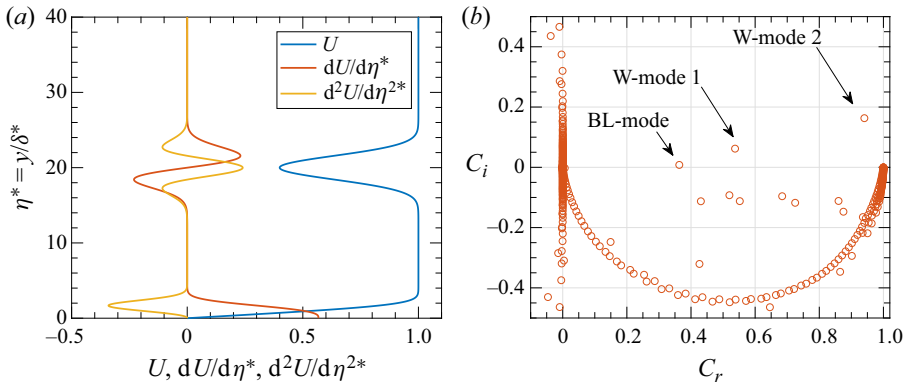 (a)
40
30
20
10
0
η* = y/δ*
−0.5
0
0.5
1.0
U, dU/dη*, d²U/dη²*
U
dU/dη*
d²U/dη²*
(b)
0.4
0.2
0
−0.2
−0.4
C_i
0
0.2
0.4
0.6
0.8
1.0
C_r
W-mode 2
W-mode 1
BL-mode